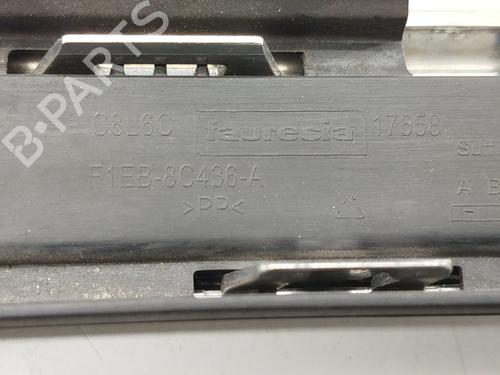 B-PARTS
C8L6C faurecia 17658
F1EB-8C436-A
>PP<
A B